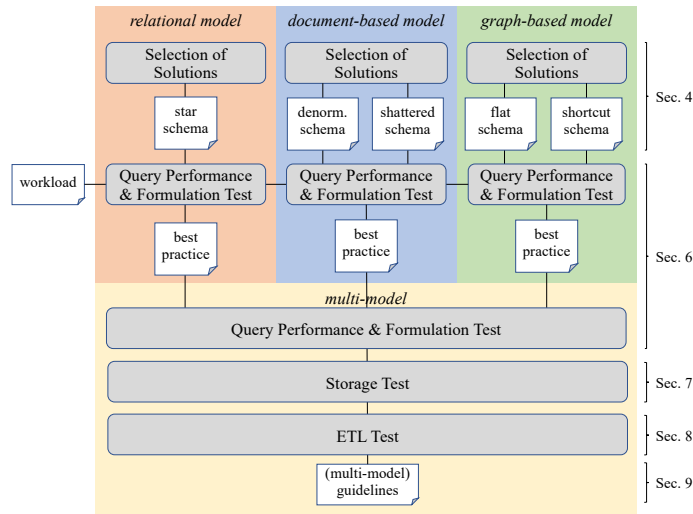 relational model
document-based model
graph-based model
Selection of
Solutions
Selection of
Solutions
Selection of
Solutions
Sec. 4
star
schema
denorm.
schema
shattered
schema
flat
schema
shortcut
schema
workload
Query Performance
& Formulation Test
Query Performance
& Formulation Test
Query Performance
& Formulation Test
best
practice
best
practice
best
practice
Sec. 6
multi-model
Query Performance & Formulation Test
Storage Test
Sec. 7
ETL Test
Sec. 8
(multi-model)
guidelines
Sec. 9